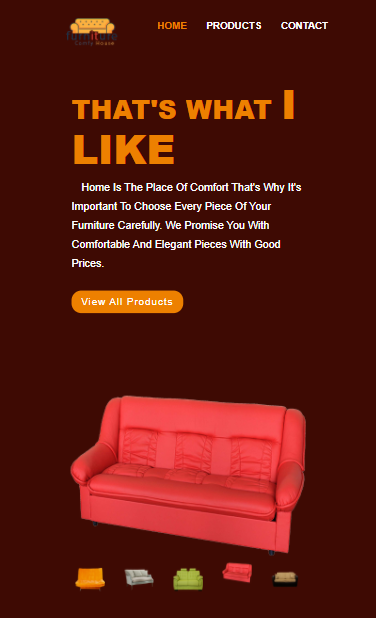 furniture
HOME PRODUCTS CONTACT
THAT'S WHAT I
LIKE
Home Is The Place Of Comfort That's Why It's
Important To Choose Every Piece Of Your
Furniture Carefully. We Promise You With
Comfortable And Elegant Pieces With Good
Prices.
View All Products